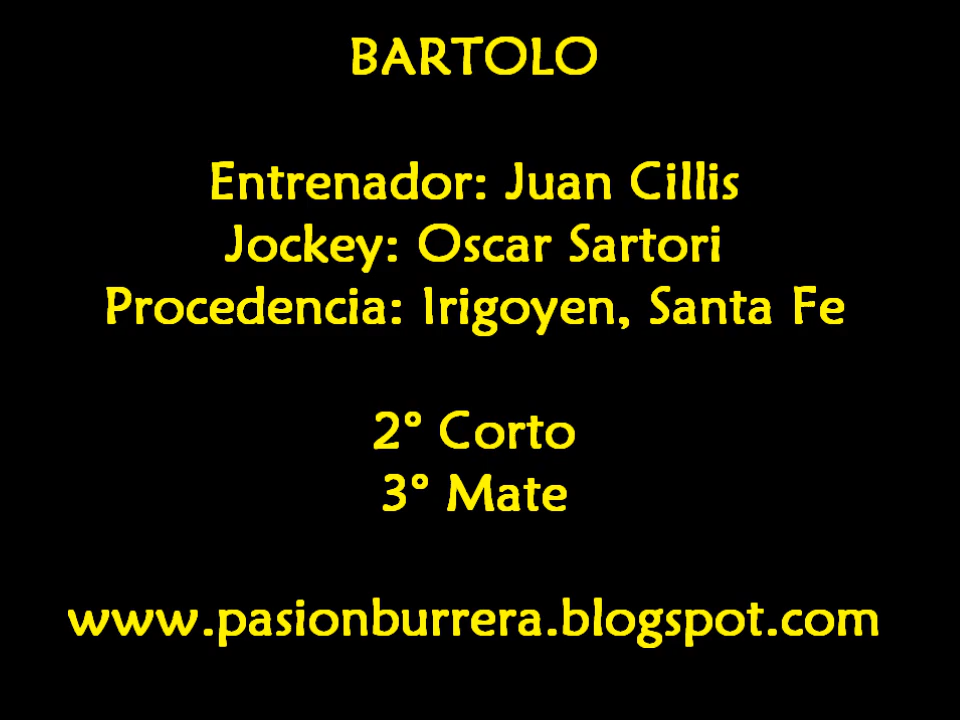 BARTOLO
Entrenador: Juan Cillis
Jockey: Oscar Sartori
Procedencia: Irigoyen, Santa Fe
2° Corto
3° Mate
www.pasionburrera.blogspot.com